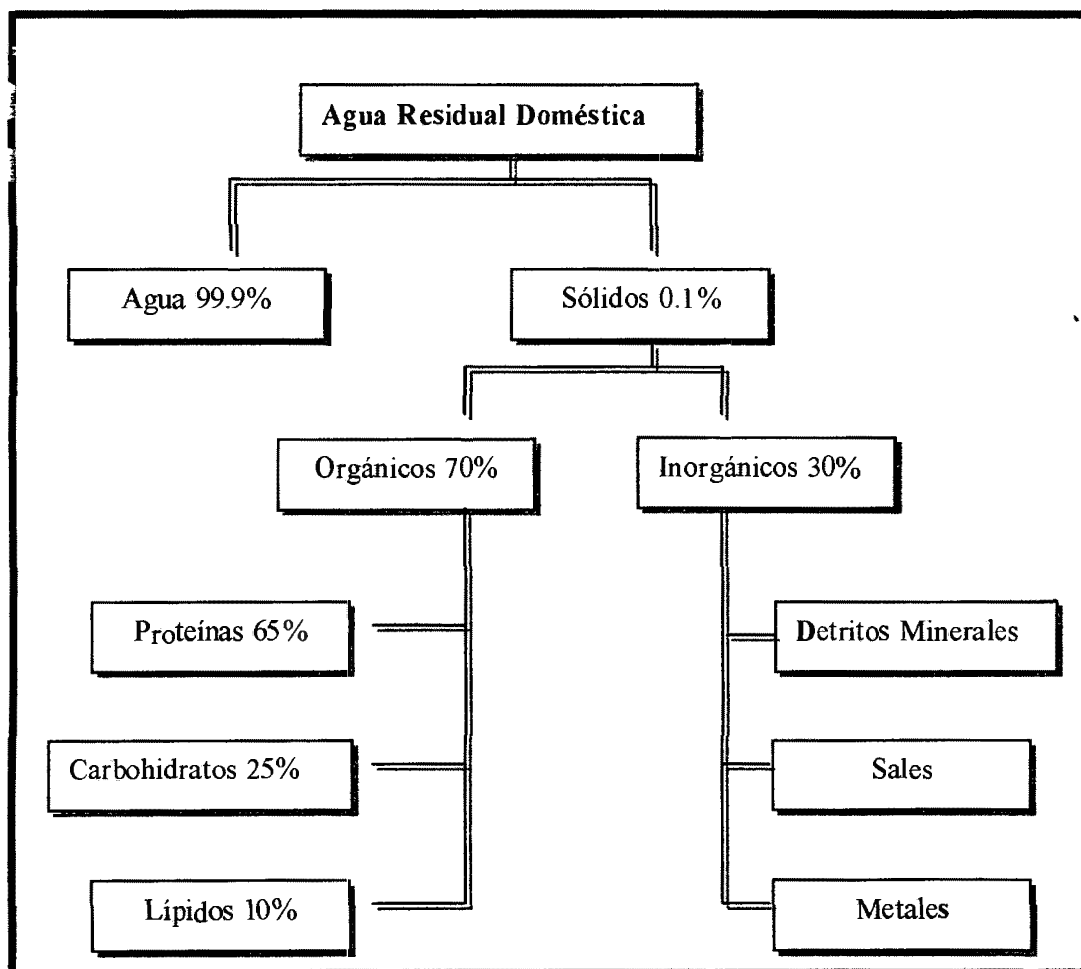 Agua Residual Doméstica
Agua 99.9%
Sólidos 0.1%
Orgánicos 70%
Inorgánicos 30%
Proteínas 65%
Detritos Minerales
Carbohidratos 25%
Sales
Lípidos 10%
Metales